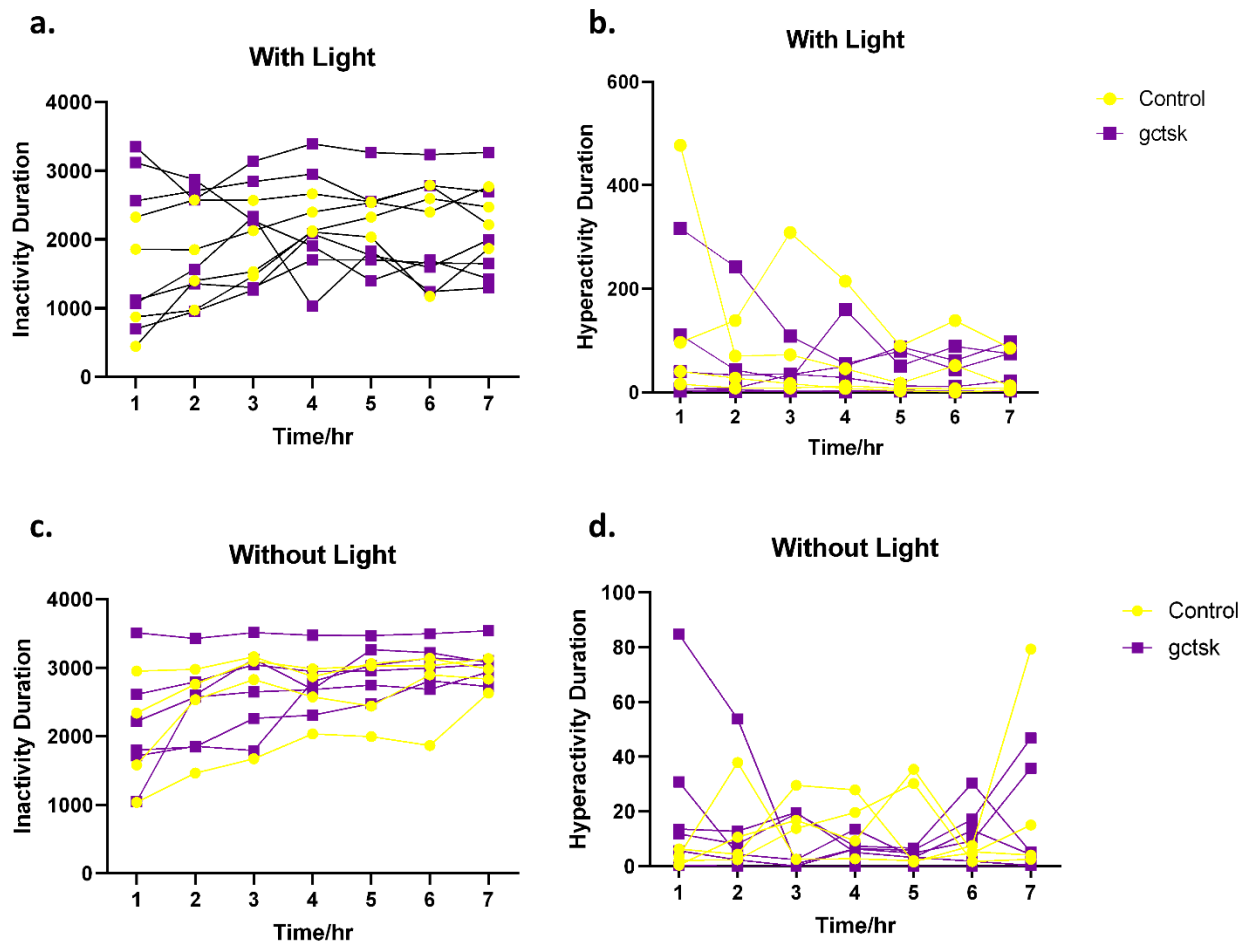 a.
With Light
Inactivity Duration
4000
3000
2000
1000
0
1 2 3 4 5 6 7
Time/hr
b.
With Light
Hyperactivity Duration
600
400
200
0
1 2 3 4 5 6 7
Time/hr
Control
gctsk
c.
Without Light
Inactivity Duration
4000
3000
2000
1000
0
1 2 3 4 5 6 7
Time/hr
d.
Without Light
Hyperactivity Duration
100
80
60
40
20
0
1 2 3 4 5 6 7
Time/hr
Control
gctsk